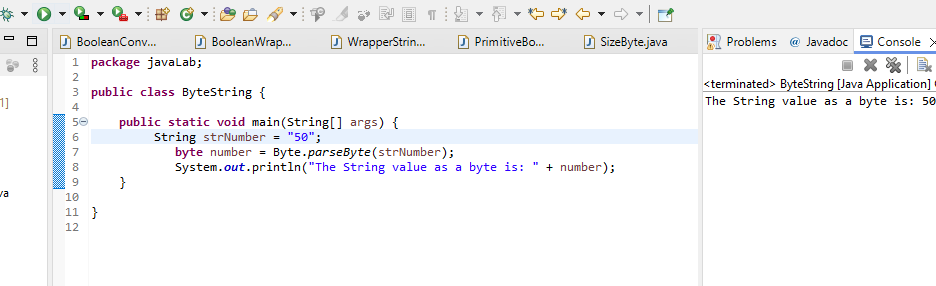 BooleanConv...
BooleanWrap...
WrapperStrin...
PrimitiveBo...
SizeByte.java
Problems
@ Javadoc
Console
1]
va
1 package javaLab;
2
3 public class ByteString {
4
5 public static void main(String[] args) {
6 String strNumber = "50";
7 byte number = Byte.parseByte(strNumber);
8 System.out.println("The String value as a byte is: " + number);
9 }
10
11 }
12
<terminated> ByteString [Java Application]
The String value as a byte is: 50